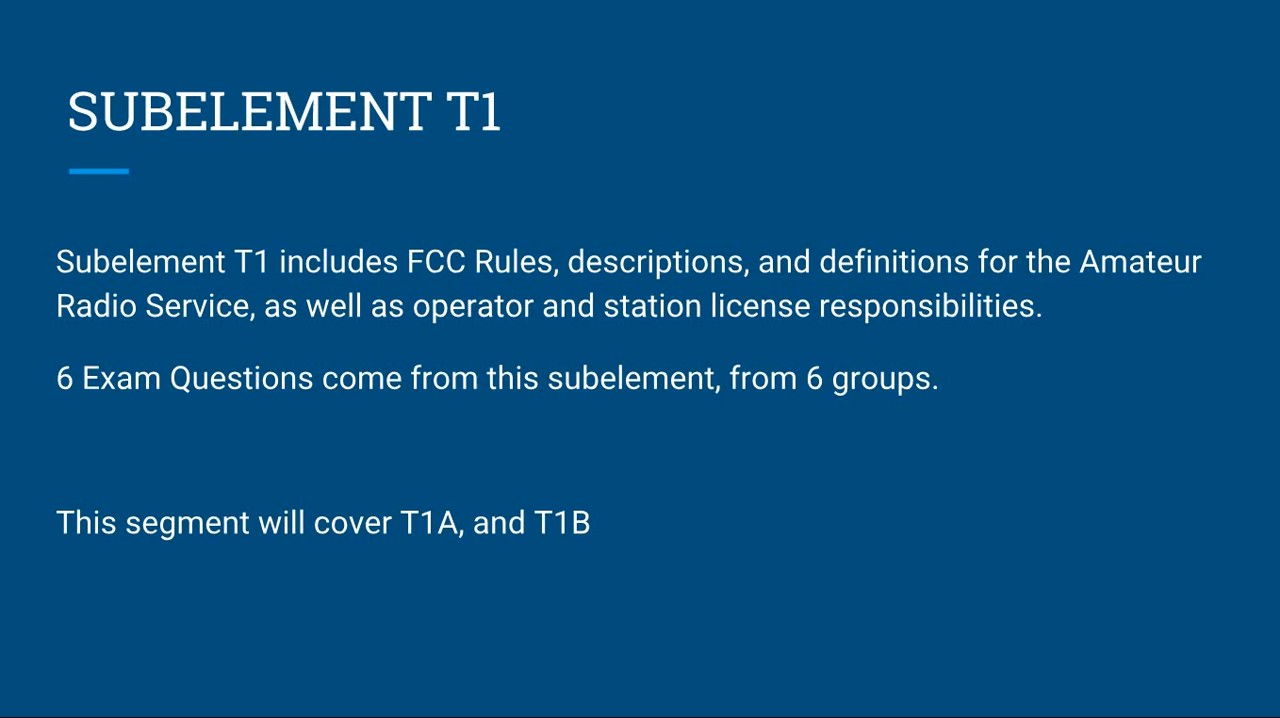 SUBELEMENT T1
Subelement T1 includes FCC Rules, descriptions, and definitions for the Amateur
Radio Service, as well as operator and station license responsibilities.
6 Exam Questions come from this subelement, from 6 groups.
This segment will cover T1A, and T1B